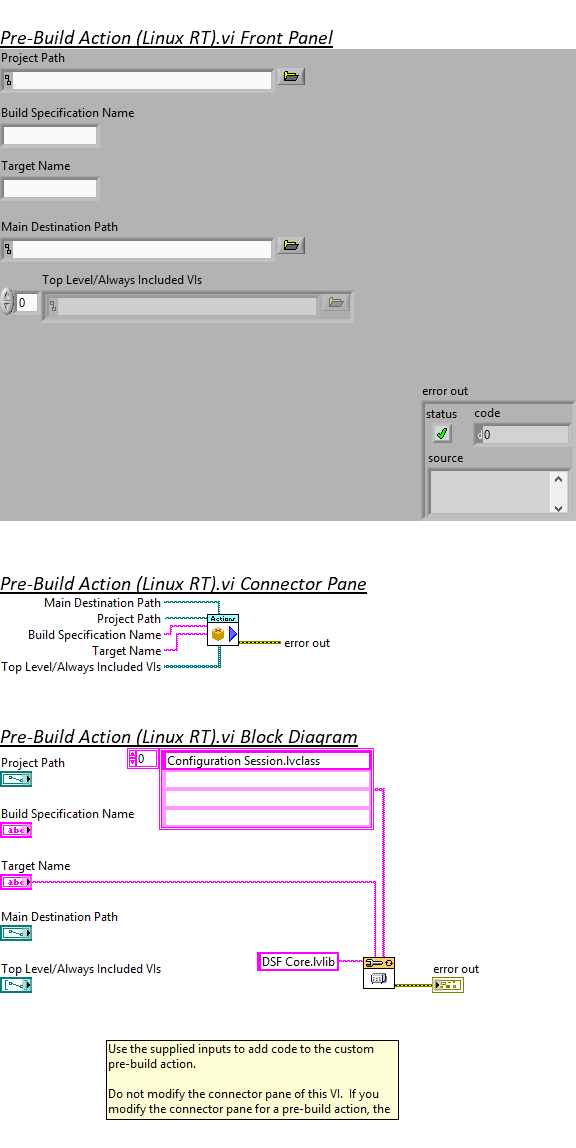 Pre-Build Action (Linux RT).vi Front Panel
Project Path
Build Specification Name
Target Name
Main Destination Path
Top Level/Always Included VIs
0
error out
status code
0
source
Pre-Build Action (Linux RT).vi Connector Pane
Main Destination Path
Project Path
Build Specification Name
Target Name
Top Level/Always Included VIs
Actions
error out
Pre-Build Action (Linux RT).vi Block Diagram
Project Path
0
Configuration Session.lvclass
Build Specification Name
abc
Target Name
abc
Main Destination Path
Top Level/Always Included VIs
DSF Core.lvlib
error out
Use the supplied inputs to add code to the custom
pre-build action.
Do not modify the connector pane of this VI. If you
modify the connector pane for a pre-build action, the